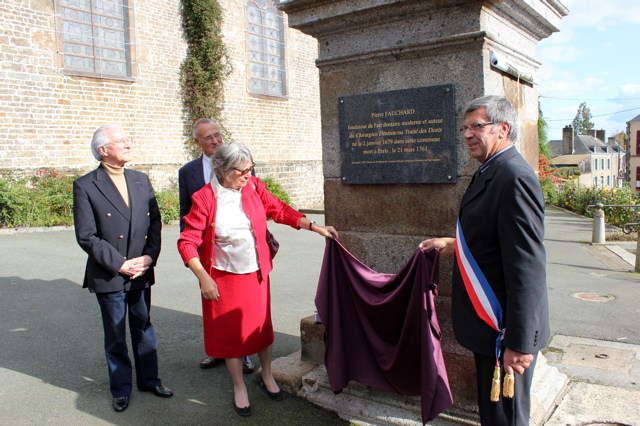 Pierre FAUCHARD
fondateur de l'art dentaire moderne et auteur
du Chirurgien Dentiste ou Traité des Dents
né le 2 janvier 1679 dans cette commune
mort à Paris, le 21 mars 1761.